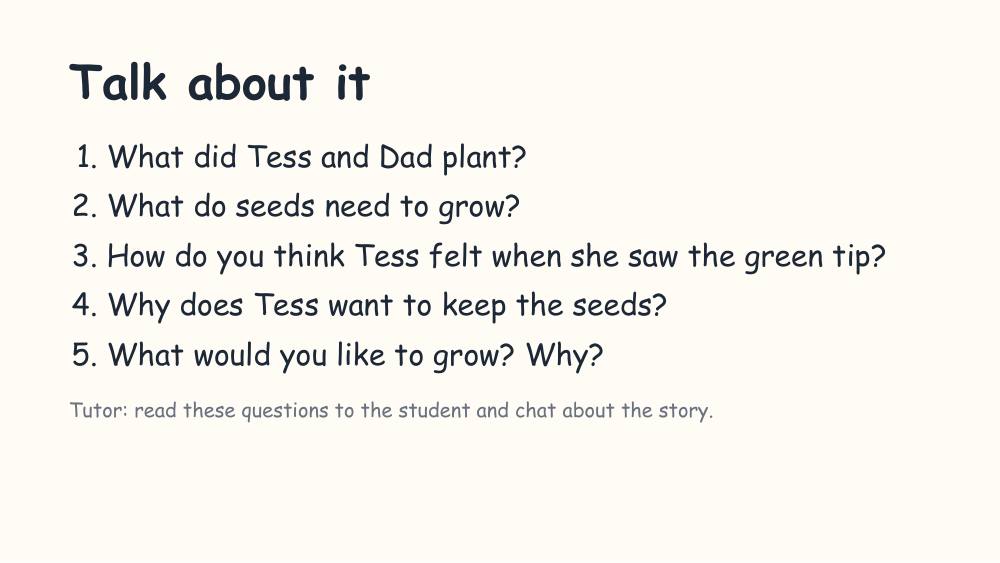 Talk about it
1. What did Tess and Dad plant?
2. What do seeds need to grow?
3. How do you think Tess felt when she saw the green tip?
4. Why does Tess want to keep the seeds?
5. What would you like to grow? Why?
Tutor: read these questions to the student and chat about the story.